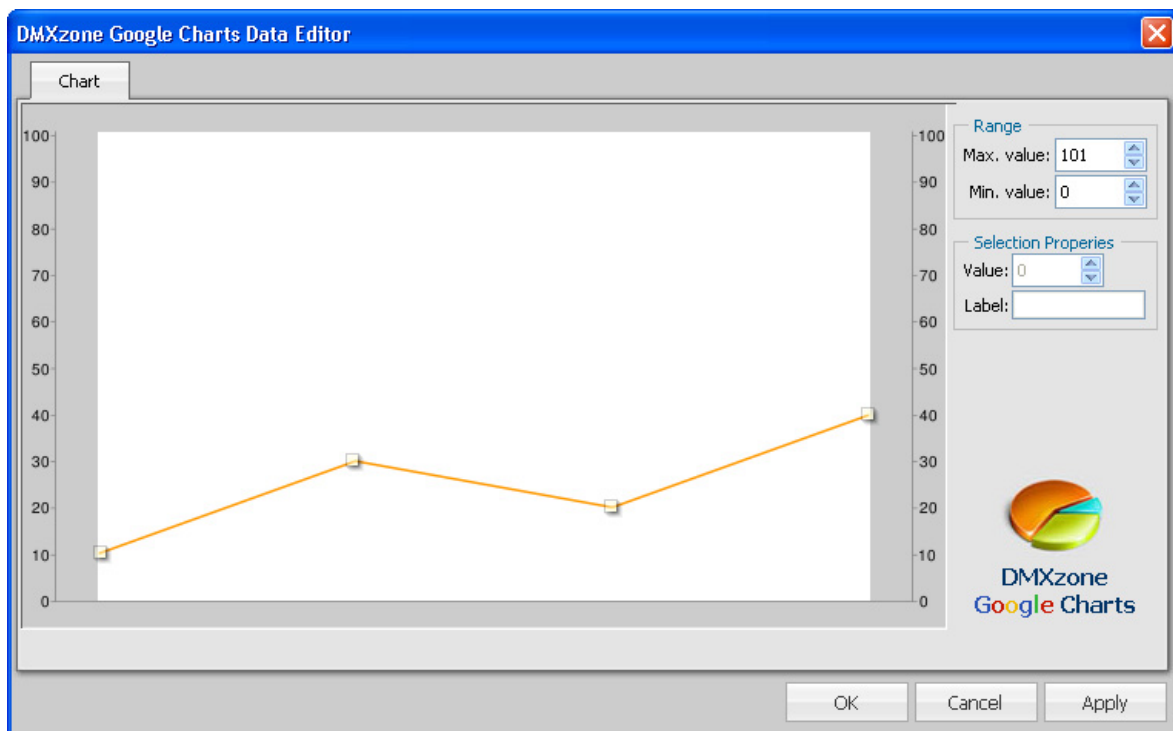 DMXzone Google Charts Data Editor
Chart
100
90
80
70
60
50
40
30
20
10
0
100
90
80
70
60
50
40
30
20
10
0
Range
Max. value: 101
Min. value: 0
Selection Properies
Value: 0
Label:
DMXzone
Google Charts
OK Cancel Apply